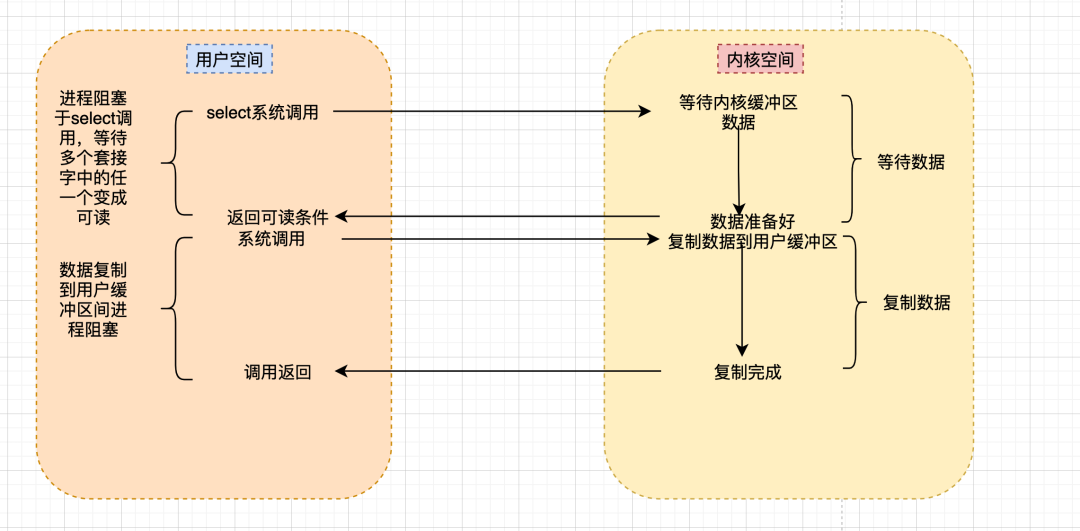 用户空间
进程阻塞
于select调
用，等待
多个套接
字中的任
一个变成
可读
select系统调用
返回可读条件
系统调用
数据复制
到用户缓
冲区间进
程阻塞
调用返回
内核空间
等待内核缓冲区
数据
等待数据
数据准备好
复制数据到用户缓冲区
复制数据
复制完成